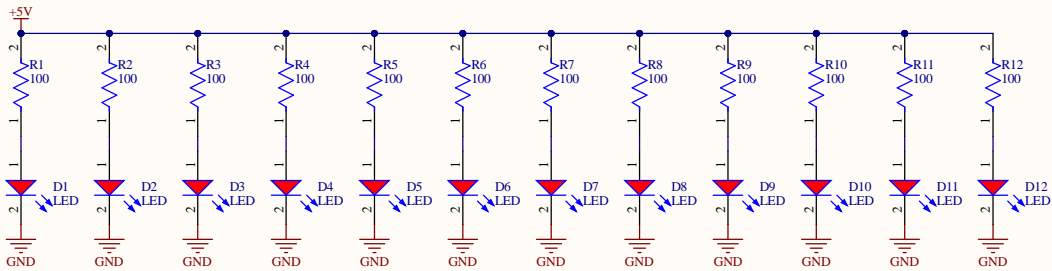 +5V
2 2 2 2 2 2 2 2 2 2 2 2
R1 R2 R3 R4 R5 R6 R7 R8 R9 R10 R11 R12
100 100 100 100 100 100 100 100 100 100 100 100
1 1 1 1 1 1 1 1 1 1 1 1
1 1 1 1 1 1 1 1 1 1 1 1
D1 D2 D3 D4 D5 D6 D7 D8 D9 D10 D11 D12
LED LED LED LED LED LED LED LED LED LED LED LED
2 2 2 2 2 2 2 2 2 2 2 2
GND GND GND GND GND GND GND GND GND GND GND GND